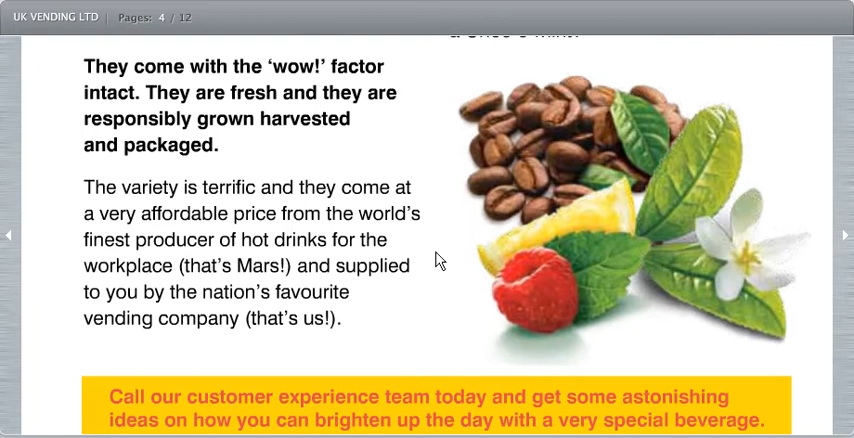 UK VENDING LTD | Pages: 4 / 12
They come with the ‘wow!’ factor
intact. They are fresh and they are
responsibly grown harvested
and packaged.
The variety is terrific and they come at
a very affordable price from the world’s
finest producer of hot drinks for the
workplace (that’s Mars!) and supplied
to you by the nation’s favourite
vending company (that’s us!).
Call our customer experience team today and get some astonishing
ideas on how you can brighten up the day with a very special beverage.